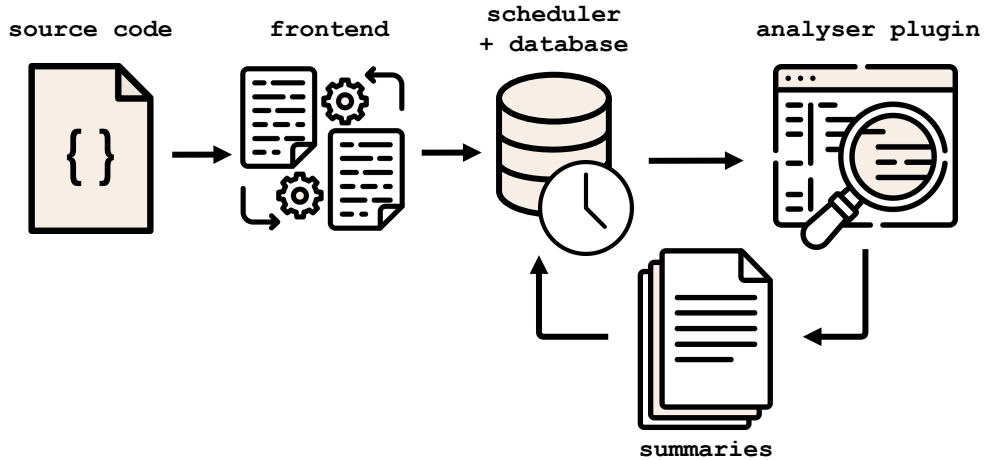 source code
frontend
scheduler
+ database
analyser plugin
{ }
summaries